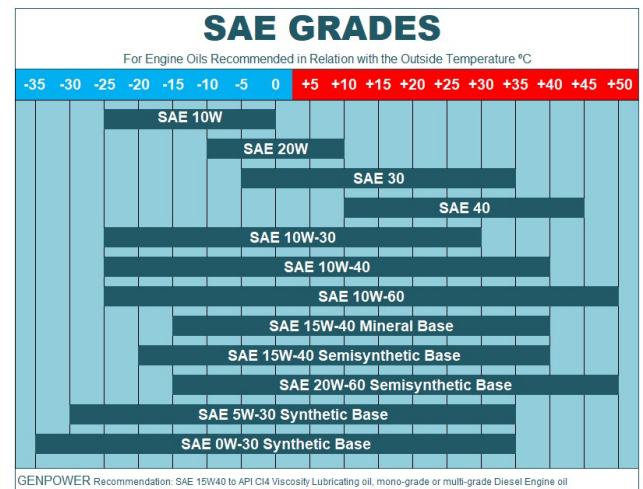 SAE GRADES
For Engine Oils Recommended in Relation with the Outside Temperature ºC
-35 -30 -25 -20 -15 -10 -5 0 +5 +10 +15 +20 +25 +30 +35 +40 +45 +50
SAE 10W
SAE 20W
SAE 30
SAE 40
SAE 10W-30
SAE 10W-40
SAE 10W-60
SAE 15W-40 Mineral Base
SAE 15W-40 Semisynthetic Base
SAE 20W-60 Semisynthetic Base
SAE 5W-30 Synthetic Base
SAE 0W-30 Synthetic Base
GENPOWER Recommendation: SAE 15W40 to API CI4 Viscosity Lubricating oil, mono-grade or multi-grade Diesel Engine oil